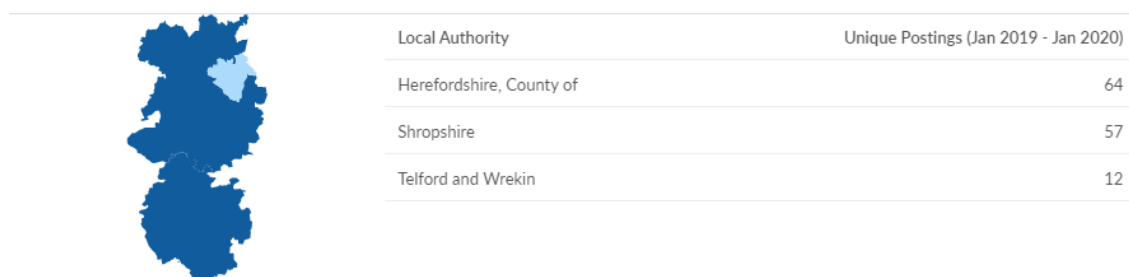 Local Authority Unique Postings (Jan 2019 - Jan 2020)
Herefordshire, County of 64
Shropshire 57
Telford and Wrekin 12